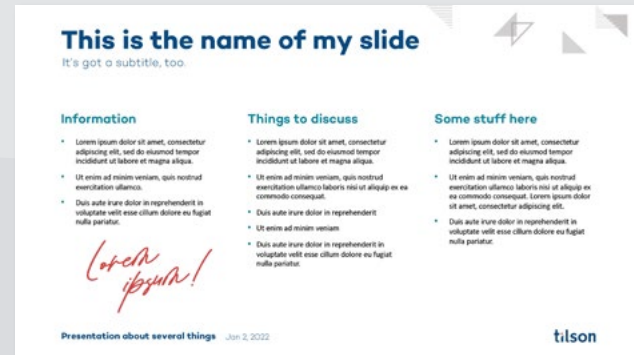 This is the name of my slide
It's got a subtitle, too.
Information
• Lorem ipsum dolor sit amet, consectetur
adipiscing elit, sed do eiusmod tempor
incididunt ut labore et magna aliqua.
• Ut enim ad minim veniam, quis nostrud
exercitation ullamco.
• Duis aute irure dolor in reprehenderit in
voluptate velit esse cillum dolore eu fugiat
nulla pariatur.
Lorem
ipsum!
Things to discuss
• Lorem ipsum dolor sit amet, consectetur
adipiscing elit, sed do eiusmod tempor
incididunt ut labore et magna aliqua.
• Ut enim ad minim veniam, quis nostrud
exercitation ullamco laboris nisi ut aliquip ex ea
commodo consequat.
• Duis aute irure dolor in reprehenderit
• Ut enim ad minim veniam
• Duis aute irure dolor in reprehenderit in
voluptate velit esse cillum dolore eu fugiat
nulla pariatur.
Some stuff here
• Lorem ipsum dolor sit amet, consectetur
adipiscing elit, sed do eiusmod tempor
incididunt ut labore et magna aliqua.
• Ut enim ad minim veniam, quis nostrud
exercitation ullamco laboris nisi ut aliquip ex
ea commodo consequat. Lorem ipsum dolor
sit amet, consectetur adipiscing elit.
• Duis aute irure dolor in reprehenderit in
voluptate velit esse cillum dolore eu fugiat
nulla pariatur.
Presentation about several things Jan 2, 2022
tilson